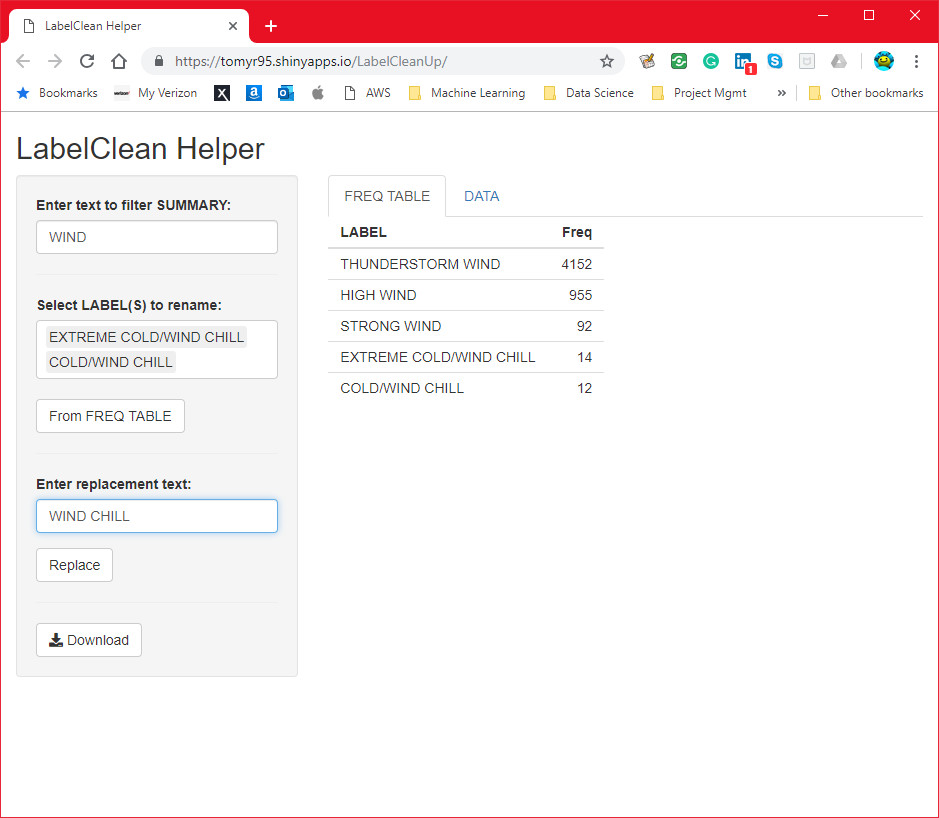 LabelClean Helper
https://tomyr95.shinyapps.io/LabelCleanUp/
1
Bookmarks My Verizon X a AWS Machine Learning Data Science Project Mgmt » Other bookmarks
LabelClean Helper
Enter text to filter SUMMARY:
WIND
Select LABEL(S) to rename:
EXTREME COLD/WIND CHILL
COLD/WIND CHILL
From FREQ TABLE
Enter replacement text:
WIND CHILL
Replace
Download
FREQ TABLE DATA
LABEL Freq
THUNDERSTORM WIND 4152
HIGH WIND 955
STRONG WIND 92
EXTREME COLD/WIND CHILL 14
COLD/WIND CHILL 12